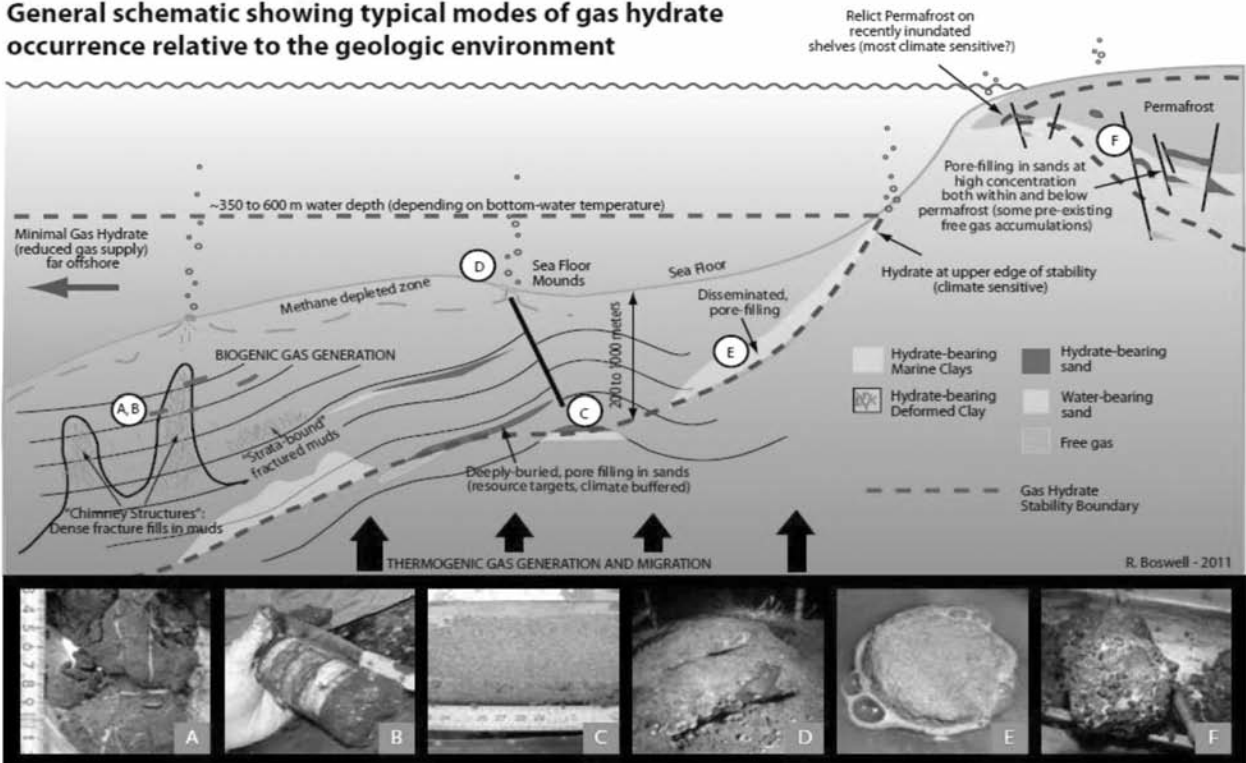 General schematic showing typical modes of gas hydrate
occurrence relative to the geologic environment
Relict Permafrost on
recently inundated
shelves (most climate sensitive?)
Permafrost
F
Pore-filling in sands at
high concentration
both within and below
permafrost (some pre-existing
free gas accumulations)
~350 to 600 m water depth (depending on bottom-water temperature)
Minimal Gas Hydrate
(reduced gas supply)
far offshore
D
Sea Floor
Mounds
Sea Floor
Hydrate at upper edge of stability
(climate sensitive)
Methane depleted zone
Disseminated,
pore-filling
E
200 to 1000 meters
BIOGENIC GAS GENERATION
A, B
C
"Strata-bound"
fractured muds
Deeply-buried, pore filling in sands
(resource targets, climate buffered)
"Chimney Structures":
Dense fracture fills in muds
Hydrate-bearing
Marine Clays
Hydrate-bearing
sand
Hydrate-bearing
Deformed Clay
Water-bearing
sand
Free gas
Gas Hydrate
Stability Boundary
THERMOGENIC GAS GENERATION AND MIGRATION
R. Boswell - 2011
A
B
C
D
E
F